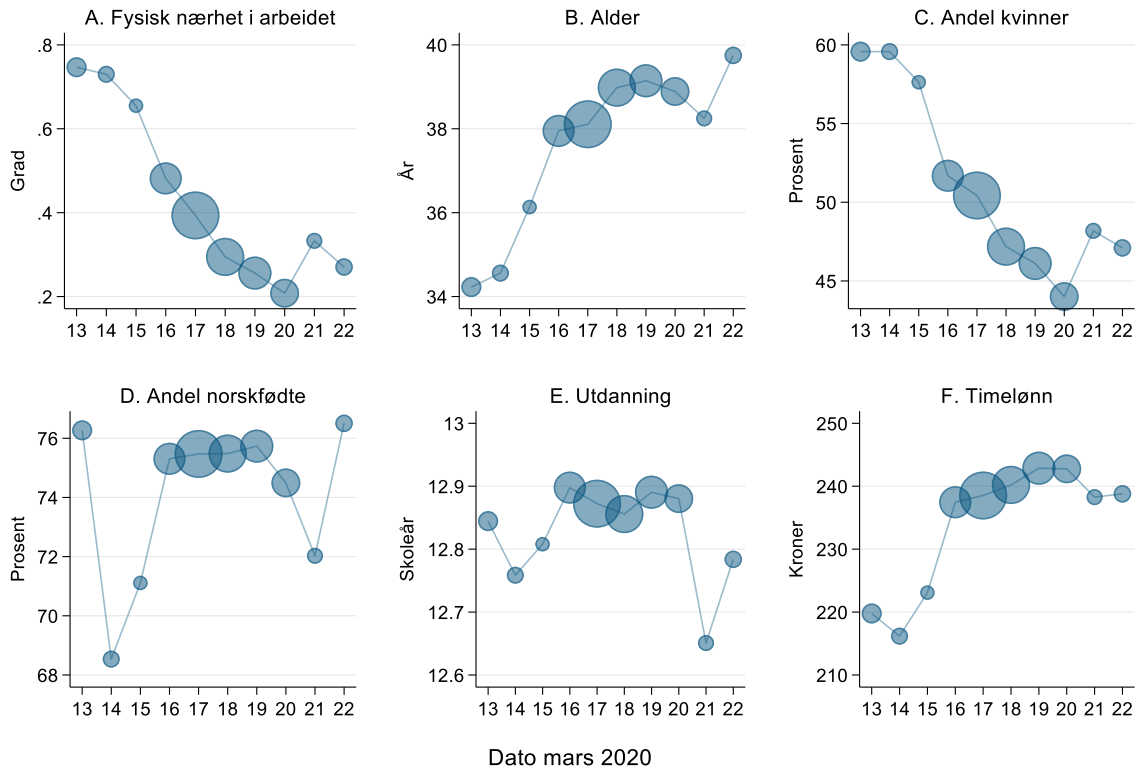 A. Fysisk nærhet i arbeidet
Grad
.8
.6
.4
.2
13 14 15 16 17 18 19 20 21 22
B. Alder
År
40
38
36
34
13 14 15 16 17 18 19 20 21 22
C. Andel kvinner
Prosent
60
55
50
45
13 14 15 16 17 18 19 20 21 22
D. Andel norskfødte
Prosent
76
74
72
70
68
13 14 15 16 17 18 19 20 21 22
E. Utdanning
Skoleår
13
12.9
12.8
12.7
12.6
13 14 15 16 17 18 19 20 21 22
F. Timelønn
Kroner
250
240
230
220
210
13 14 15 16 17 18 19 20 21 22
Dato mars 2020